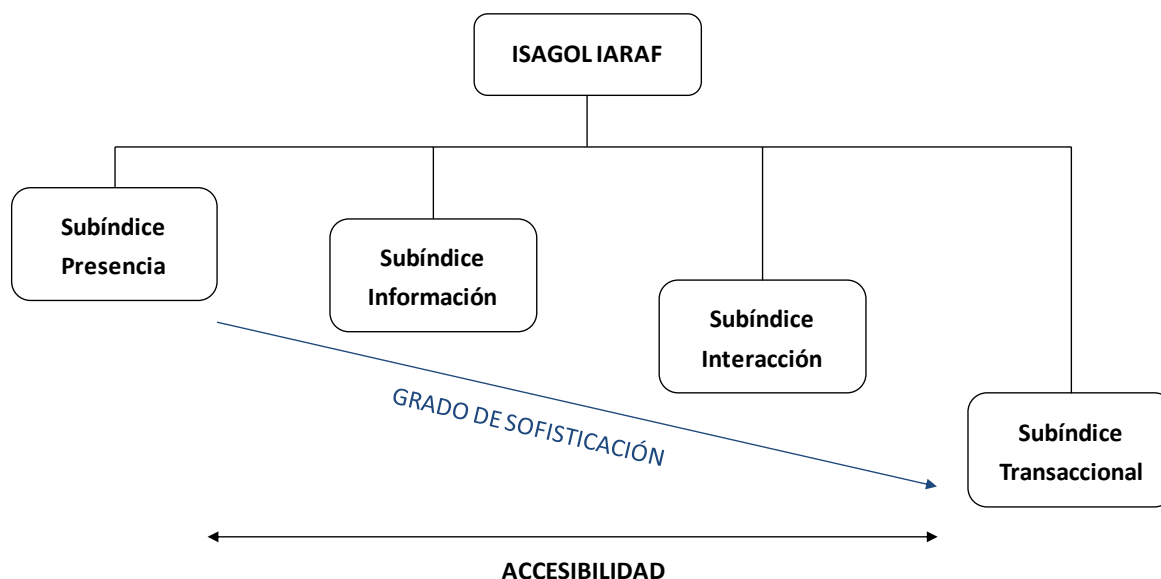 ISAGOL IARAF
Subíndice
Presencia
Subíndice
Información
Subíndice
Interacción
Subíndice
Transaccional
GRADO DE SOFISTICACIÓN
ACCESIBILIDAD